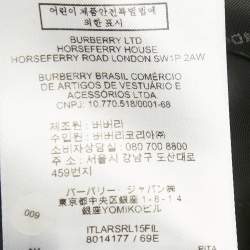 어린이제품안전특별법에
의한 표시
BURBERRY LTD
HORSEFERRY HOUSE
HORSEFERRY ROAD LONDON SW1P 2AW
BURBERRY BRASIL COMÉRCIO
DE ARTIGOS DE VESTUÁRIO E
ACESSÓRIOS LTDA
CNPJ: 10.770.518/0001-68
제조원 : 버버리
수입원 : 버버리코리아㈜
소비자상담실 : 080 700 8800
주 소 : 서울시 강남구 도산대로
459번지
バーバリー・ジャパン㈱
東京都中央区銀座1-8-14
銀座YOMIKOビル
009
ITLARSRL15FIL
8014177 / 69E